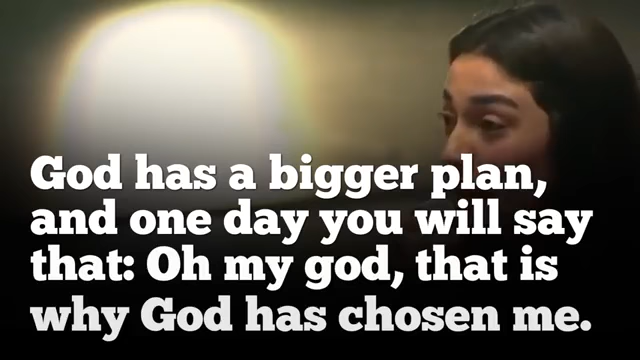 God has a bigger plan,
and one day you will say
that: Oh my god, that is
why God has chosen me.